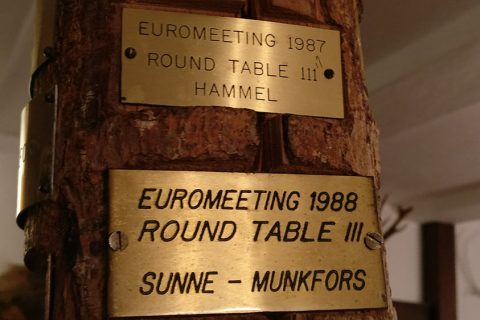 EUROMEETING 1987
ROUND TABLE 111
HAMMEL
EUROMEETING 1988
ROUND TABLE III
SUNNE - MUNKFORS